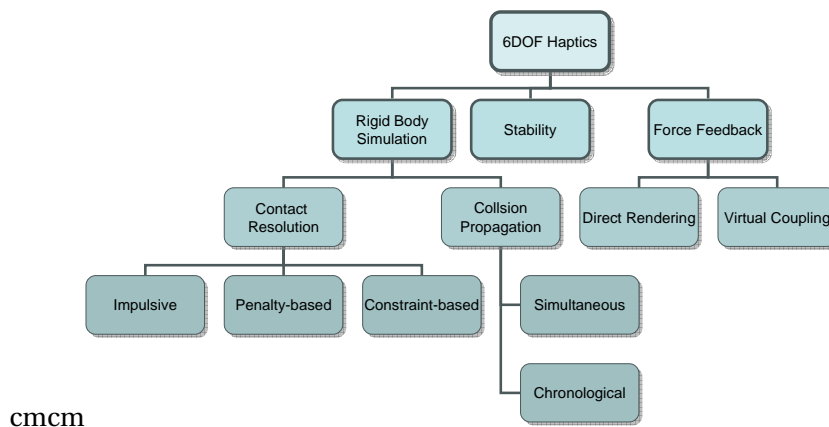 6DOF Haptics
Rigid Body
Simulation
Stability
Force Feedback
Contact
Resolution
Collsion
Propagation
Direct Rendering
Virtual Coupling
Impulsive
Penalty-based
Constraint-based
Simultaneous
Chronological
cmcm